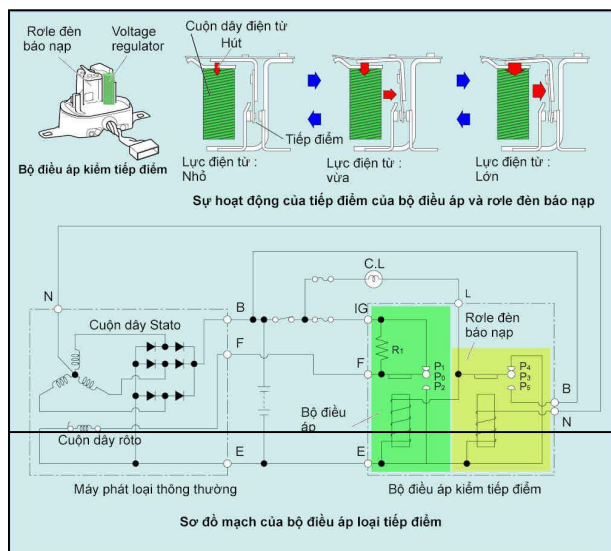 Rơle đèn
báo nạp
Voltage
regulator
Bộ điều áp kiểm tiếp điểm
Cuộn dây điện từ
Hút
Tiếp điểm
Lực điện từ :
Nhỏ
Lực điện từ :
vừa
Lực điện từ :
Lớn
Sự hoạt động của tiếp điểm của bộ điều áp và rơle đèn báo nạp
N
Cuộn dây Stato
Cuộn dây rôto
B
F
E
Máy phát loại thông thường
C.L
IG
L
R1
F
P1
P0
P2
Bộ điều
áp
E
Rơle đèn
báo nạp
P4
P3
P5
B
N
Bộ điều áp kiểm tiếp điểm
Sơ đồ mạch của bộ điều áp loại tiếp điểm